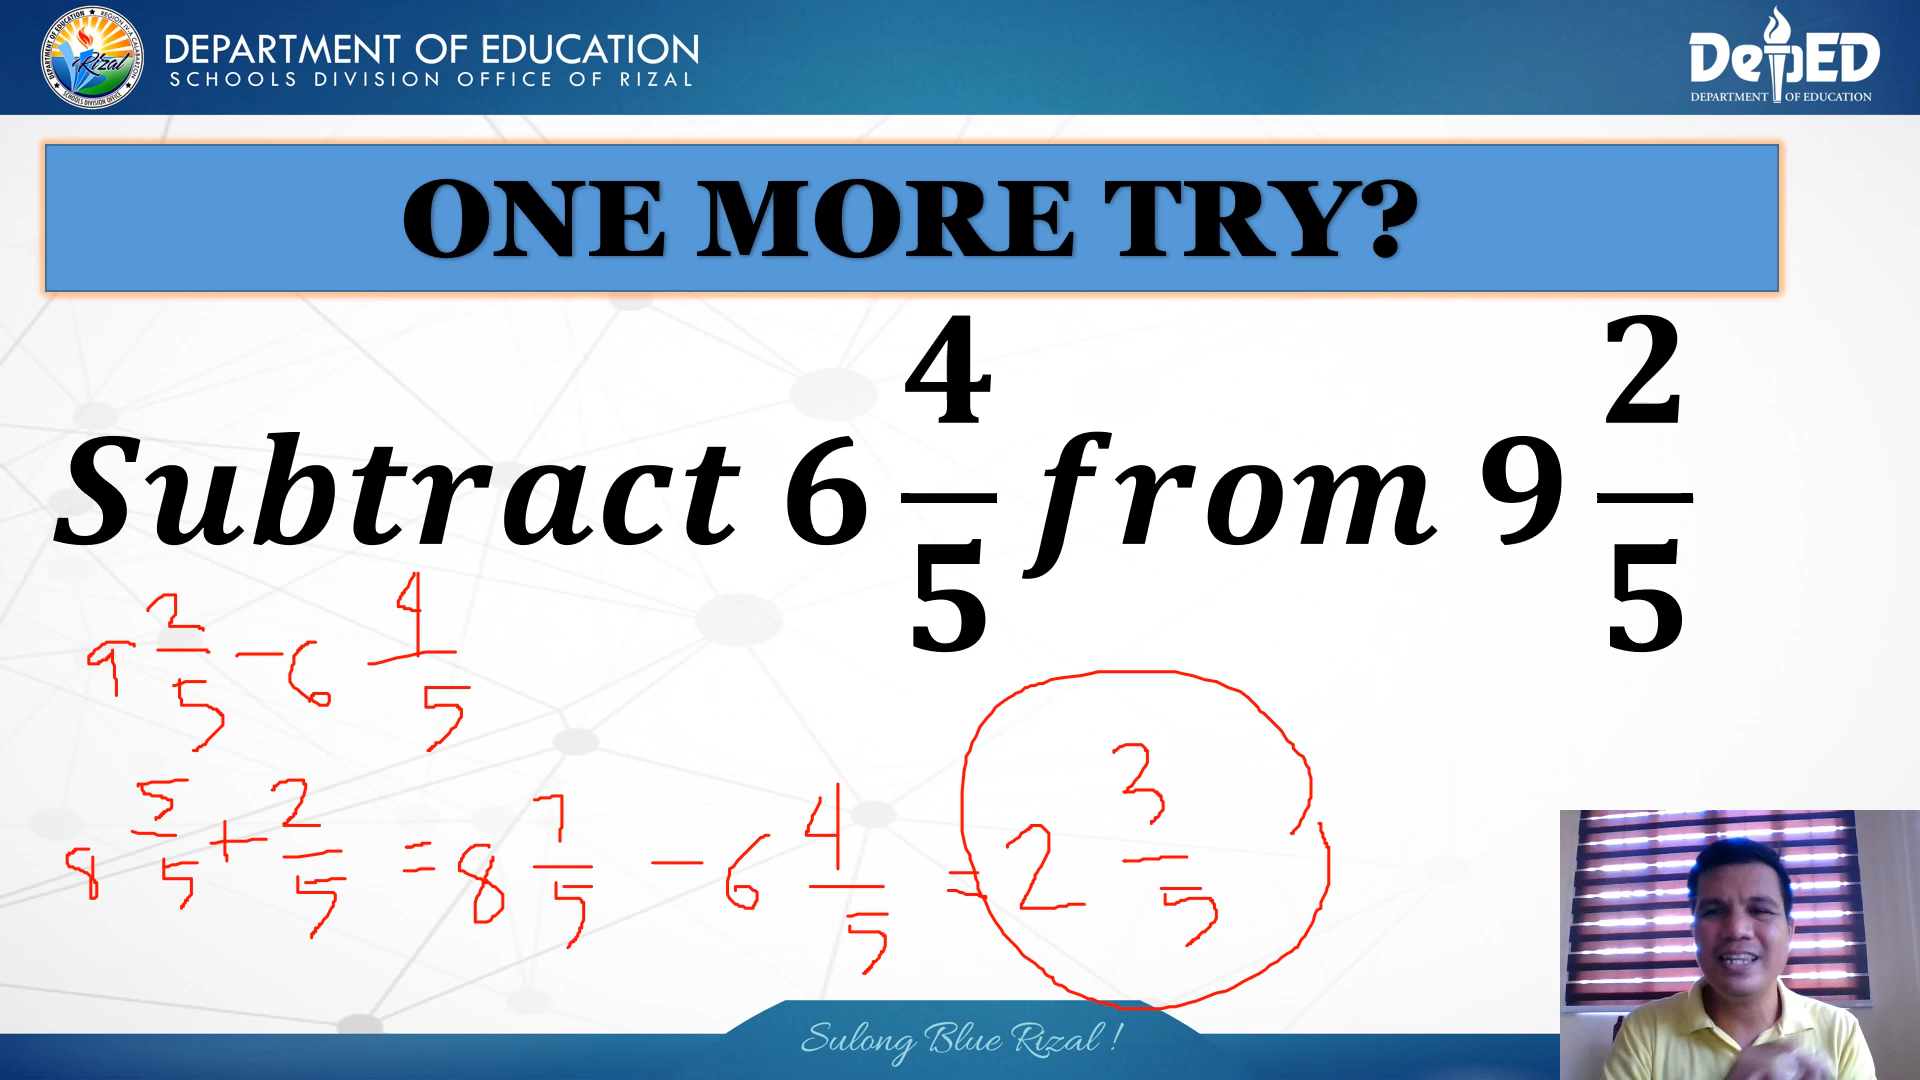 DEPARTMENT OF EDUCATION
SCHOOLS DIVISION OFFICE OF RIZAL
DepED
DEPARTMENT OF EDUCATION
ONE MORE TRY?
Subtract 6 4/5 from 9 2/5
9 2/5 - 6 4/5
8 5/5 + 2/5 = 8 7/5 - 6 4/5 = 2 3/5
Sulong Blue Rizal !